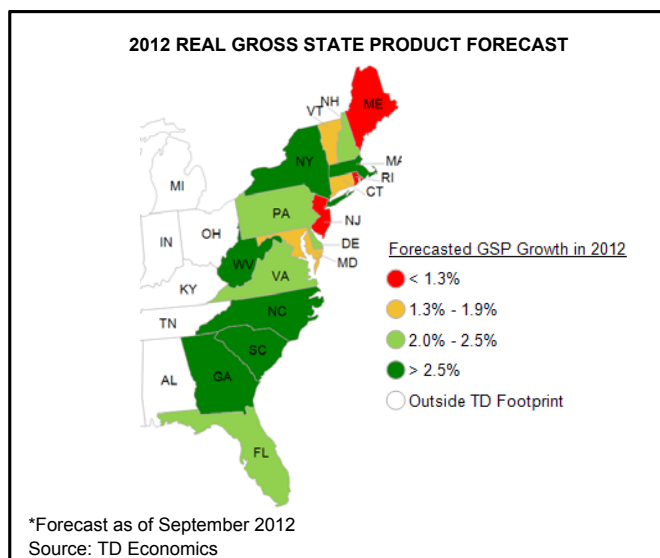 2012 REAL GROSS STATE PRODUCT FORECAST
NH
VT
ME
NY
MA
RI
CT
MI
PA
NJ
OH
IN
DE
MD
WV
VA
KY
NC
TN
SC
AL
GA
FL
Forecasted GSP Growth in 2012
< 1.3%
1.3% - 1.9%
2.0% - 2.5%
> 2.5%
Outside TD Footprint
*Forecast as of September 2012
Source: TD Economics